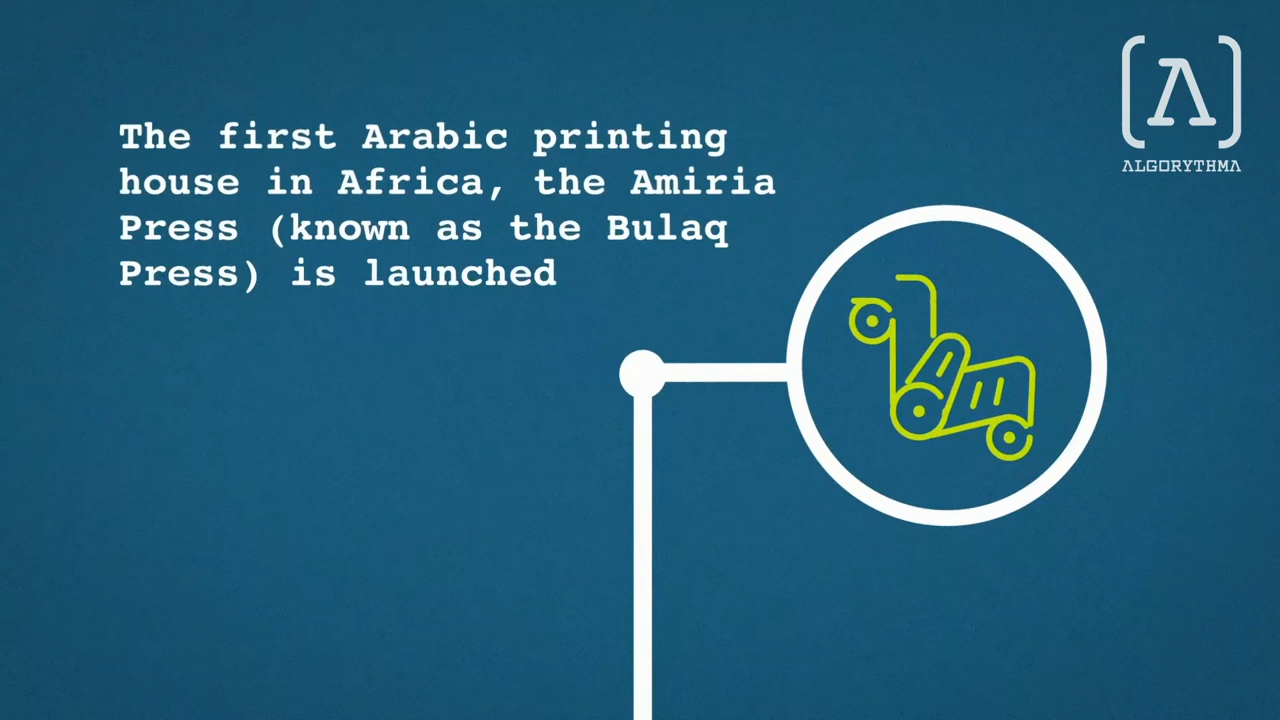 The first Arabic printing
house in Africa, the Amiria
Press (known as the Bulaq
Press) is launched
ALGORYTHMA